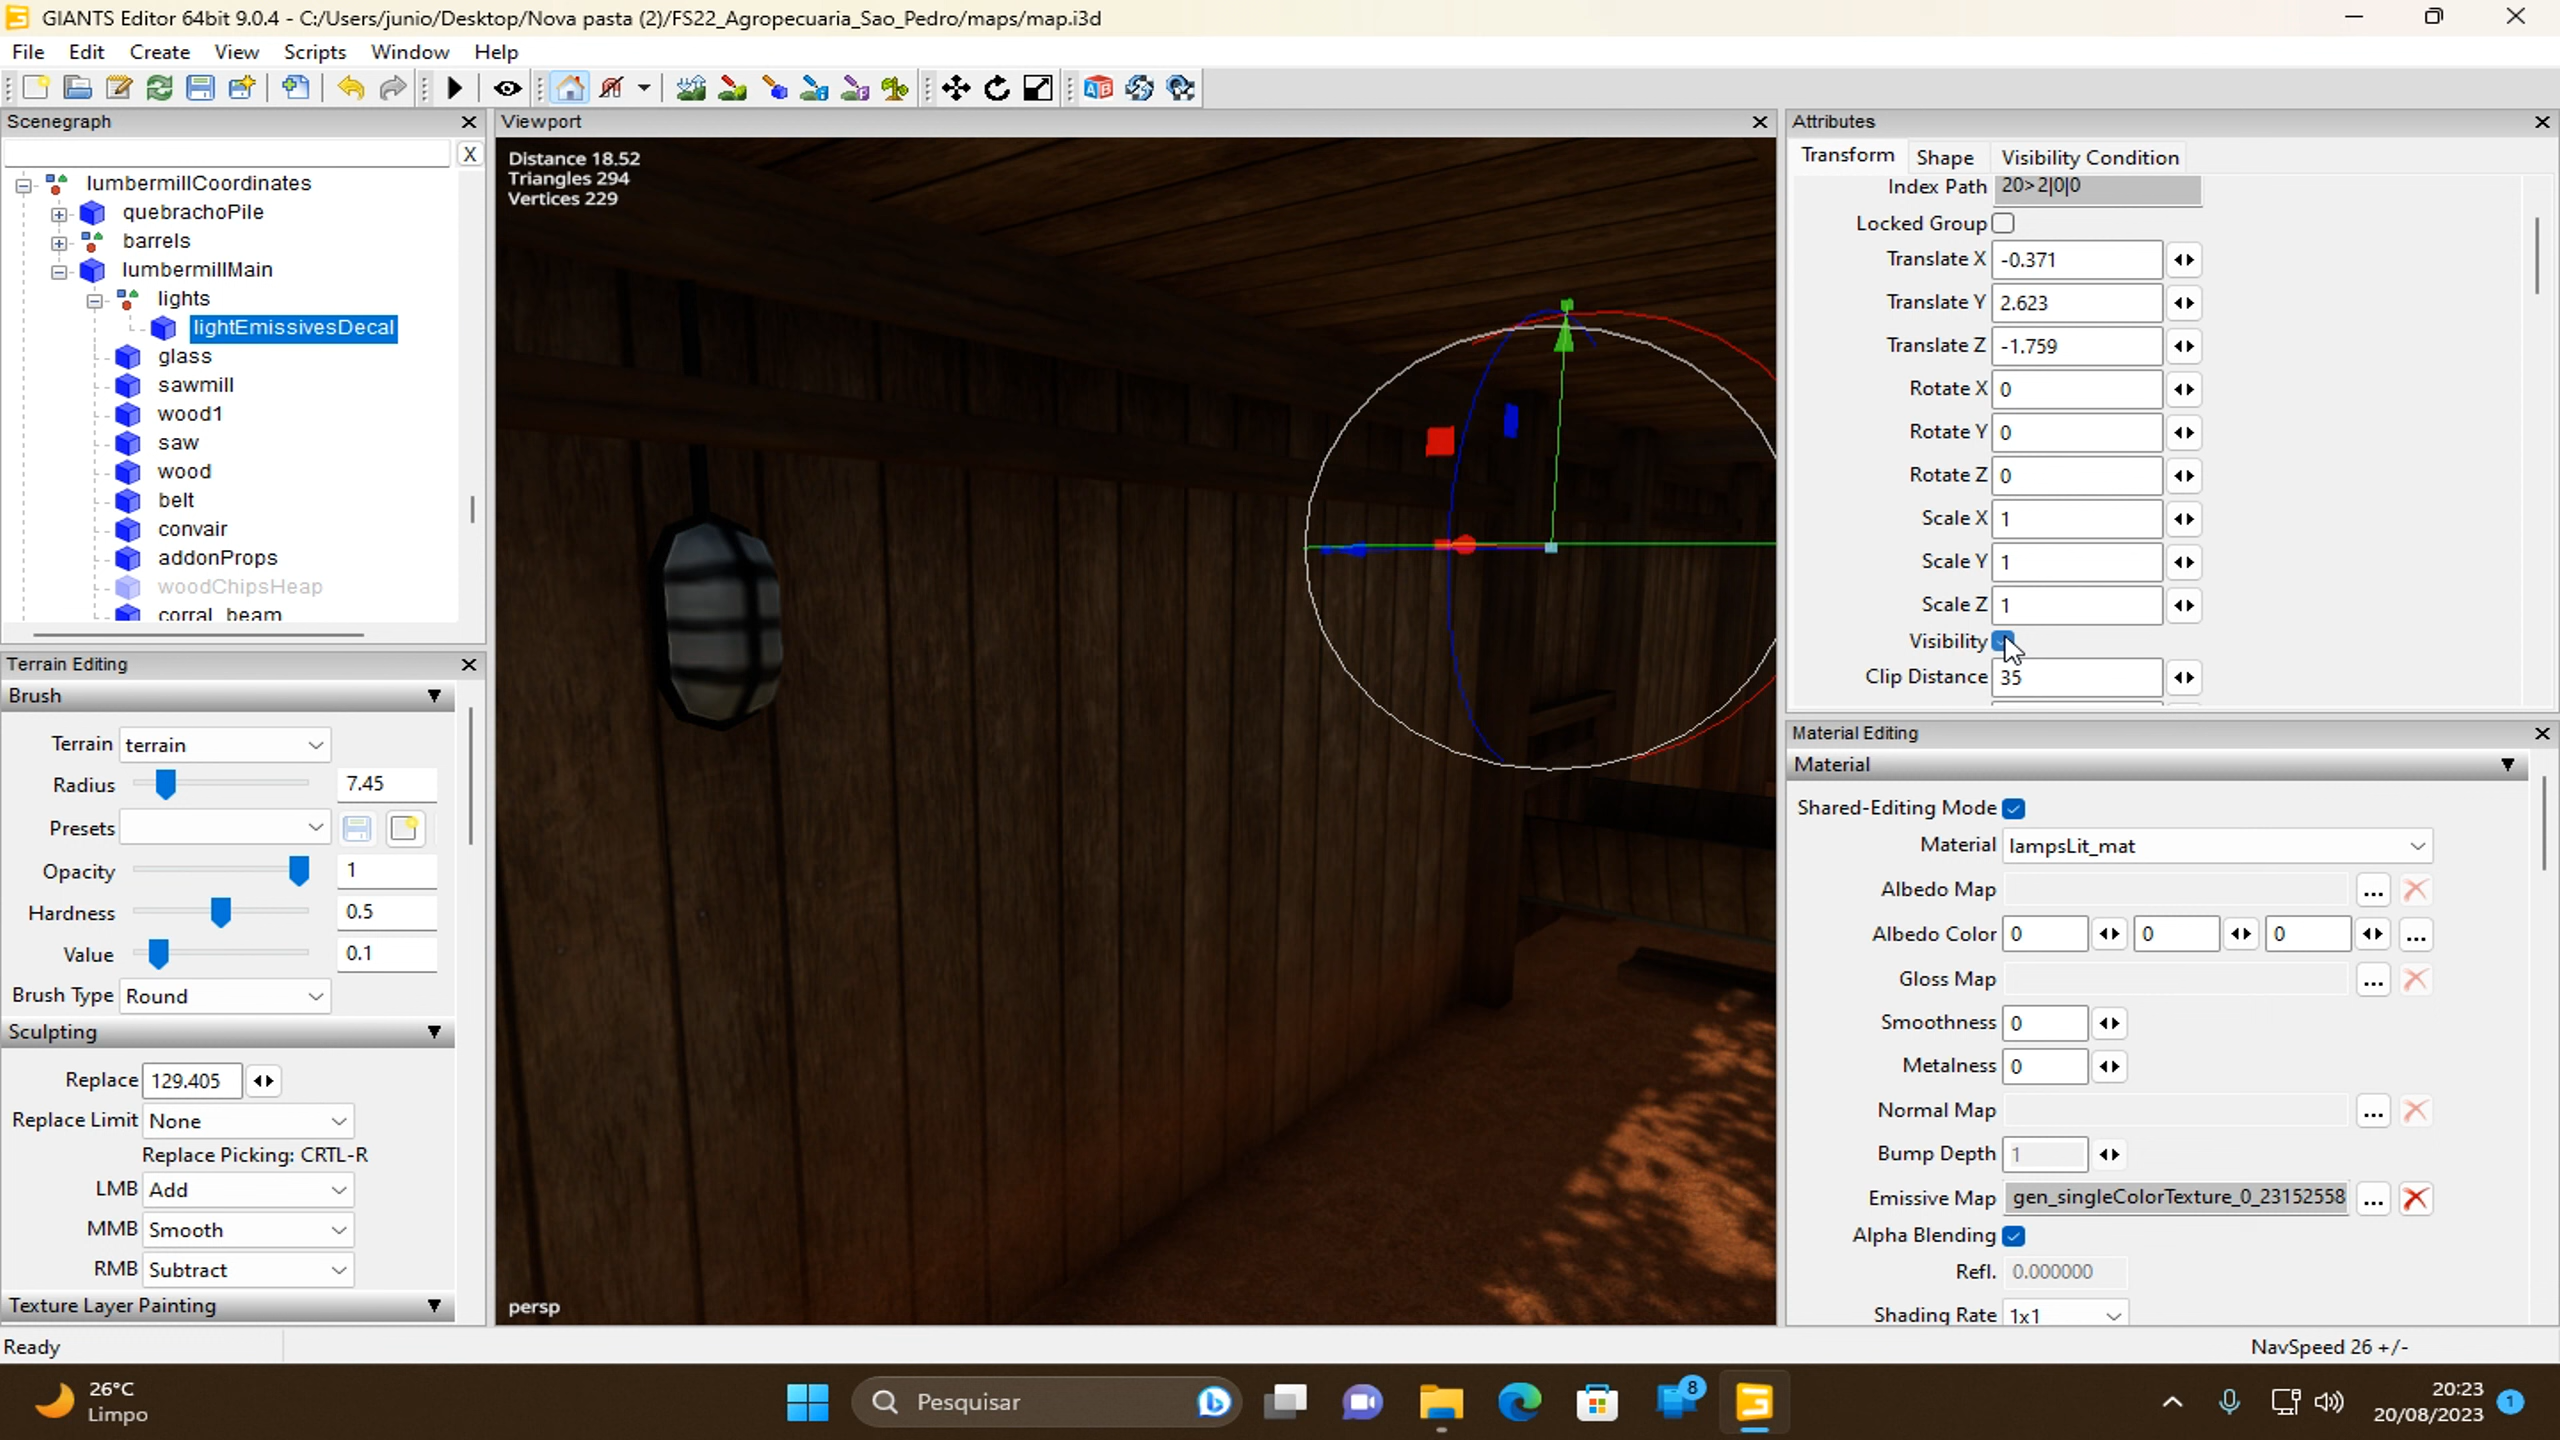 GIANTS Editor 64bit 9.0.4 - C:/Users/junio/Desktop/Nova pasta (2)/FS22_Agropecuaria_Sao_Pedro/maps/map.i3d
File Edit Create View Scripts Window Help
Scenegraph
X
lumbermillCoordinates
quebrachoPile
barrels
lumbermillMain
lights
lightEmissivesDecal
glass
sawmill
wood1
saw
wood
belt
convair
addonProps
woodChipsHeap
corral_beam
Terrain Editing
Brush
Terrain terrain
Radius 7.45
Presets
Opacity 1
Hardness 0.5
Value 0.1
Brush Type Round
Sculpting
Replace 129.405
Replace Limit None
Replace Picking: CRTL-R
LMB Add
MMB Smooth
RMB Subtract
Texture Layer Painting
Ready
Viewport
Distance 18.52
Triangles 294
Vertices 229
persp
Attributes
Transform Shape Visibility Condition
Index Path 20>2|0|0
Locked Group
Translate X -0.371
Translate Y 2.623
Translate Z -1.759
Rotate X 0
Rotate Y 0
Rotate Z 0
Scale X 1
Scale Y 1
Scale Z 1
Visibility
Clip Distance 35
Material Editing
Material
Shared-Editing Mode
Material lampsLit_mat
Albedo Map ...
Albedo Color 0 0 0 ...
Gloss Map ...
Smoothness 0
Metalness 0
Normal Map ...
Bump Depth 1
Emissive Map gen_singleColorTexture_0_23152558 ...
Alpha Blending
Refl. 0.000000
Shading Rate 1x1
NavSpeed 26 +/-
26°C
Limpo
Pesquisar
8
20:23
20/08/2023
1